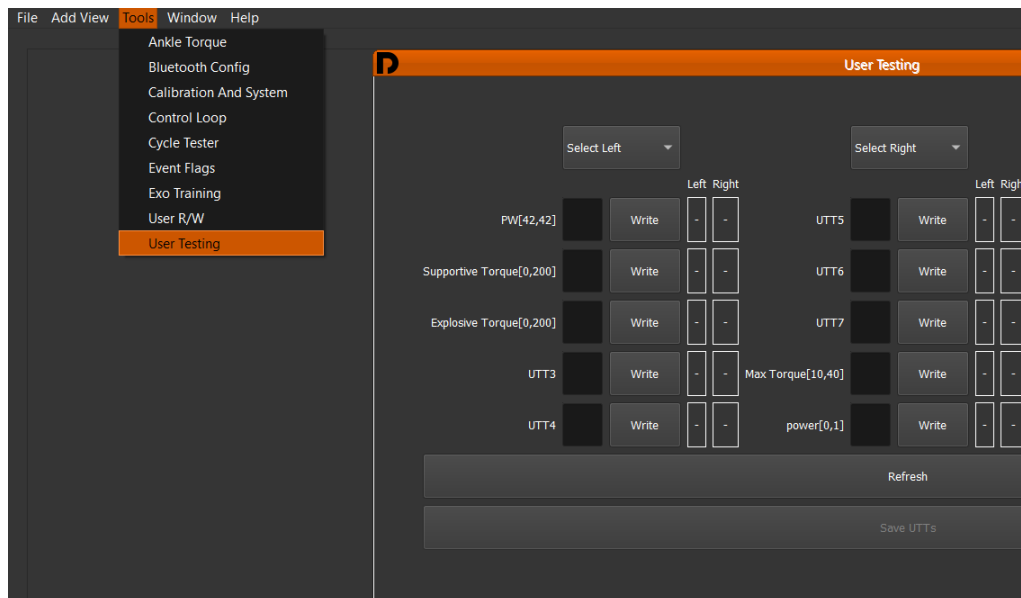 File Add View Tools Window Help
Ankle Torque
Bluetooth Config
Calibration And System
Control Loop
Cycle Tester
Event Flags
Exo Training
User R/W
User Testing
User Testing
Select Left Select Right
Left Right Left Righ
PW[42,42] Write - - UTT5 Write - -
Supportive Torque[0,200] Write - - UTT6 Write - -
Explosive Torque[0,200] Write - - UTT7 Write - -
UTT3 Write - - Max Torque[10,40] Write - -
UTT4 Write - - power[0,1] Write - -
Refresh
Save UTTs